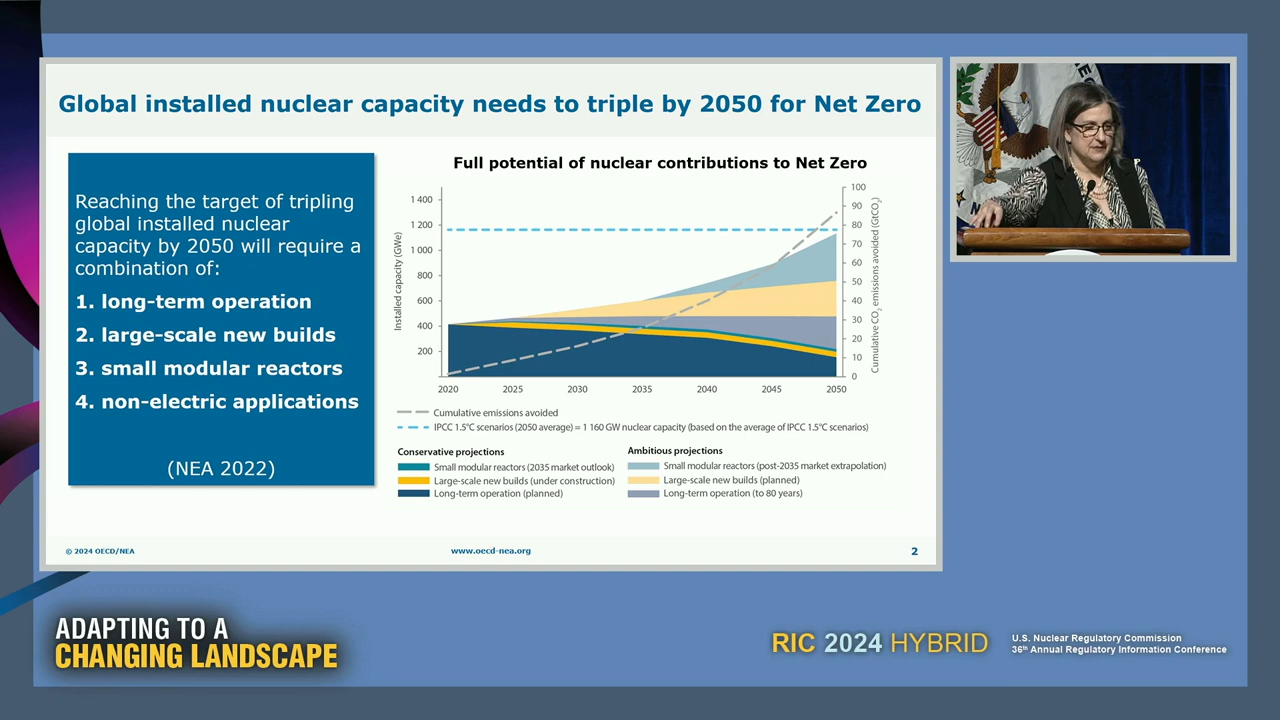 Global installed nuclear capacity needs to triple by 2050 for Net Zero
Reaching the target of tripling
global installed nuclear
capacity by 2050 will require a
combination of:
1. long-term operation
2. large-scale new builds
3. small modular reactors
4. non-electric applications
(NEA 2022)
Full potential of nuclear contributions to Net Zero
Installed capacity (GWe)
1 400
1 200
1 000
800
600
400
200
100
90
80
70
60
50
40
30
20
10
0
Cumulative CO₂ emissions avoided (GtCO₂)
2020 2025 2030 2035 2040 2045 2050
Cumulative emissions avoided
IPCC 1.5°C scenarios (2050 average) = 1 160 GW nuclear capacity (based on the average of IPCC 1.5°C scenarios)
Conservative projections
Small modular reactors (2035 market outlook)
Large-scale new builds (under construction)
Long-term operation (planned)
Ambitious projections
Small modular reactors (post-2035 market extrapolation)
Large-scale new builds (planned)
Long-term operation (to 80 years)
© 2024 OECD/NEA
www.oecd-nea.org
2
ADAPTING TO A
CHANGING LANDSCAPE
RIC 2024 HYBRID
U.S. Nuclear Regulatory Commission
36th Annual Regulatory Information Conference